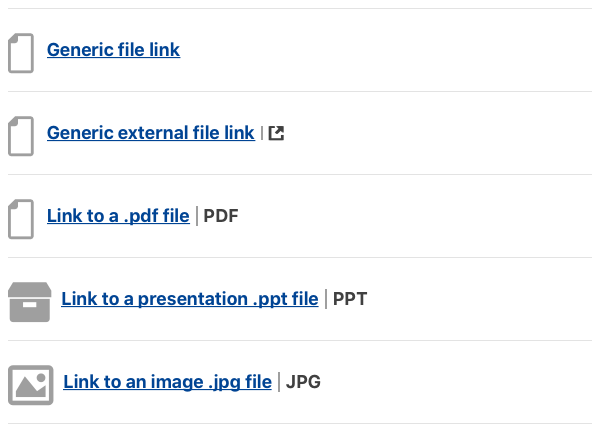 Generic file link
Generic external file link |
Link to a .pdf file | PDF
Link to a presentation .ppt file | PPT
Link to an image .jpg file | JPG